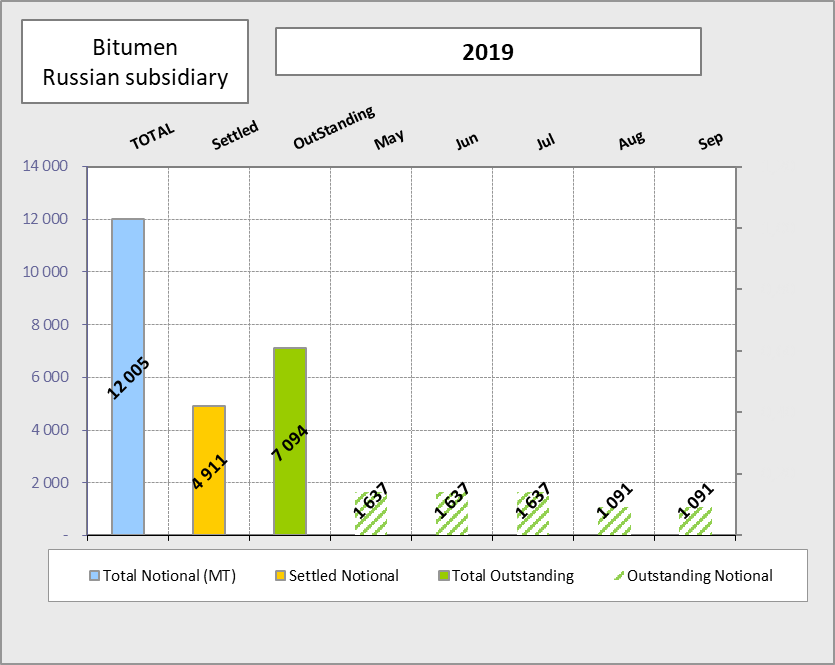 Bitumen
Russian subsidiary
2019
TOTAL
Settled
OutStanding
May
Jun
Jul
Aug
Sep
14 000
12 000
10 000
8 000
6 000
4 000
2 000
-
12 005
4 911
7 094
1 637
1 637
1 637
1 091
1 091
Total Notional (MT)
Settled Notional
Total Outstanding
Outstanding Notional